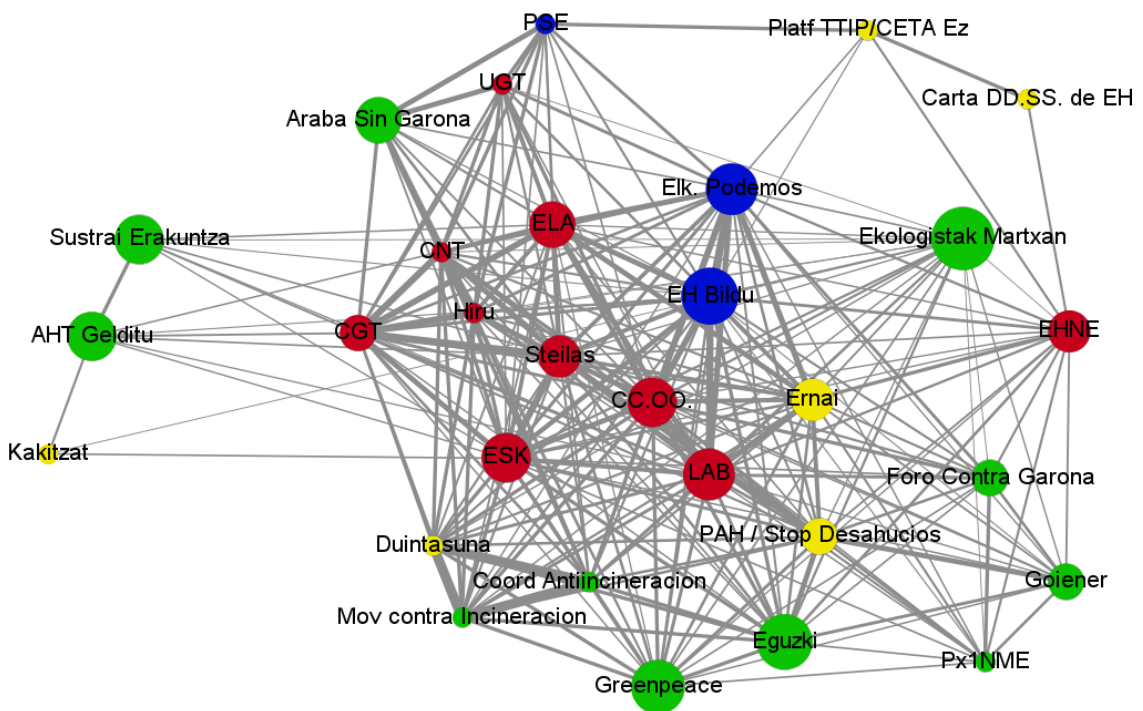 PSE
Platf TTIP/CETA Ez
UGT
Carta DD.SS. de EH
Araba Sin Garona
Elk. Podemos
ELA
Sustrai Erakuntza
Ekologistak Martxan
CNT
EH Bildu
Hiru
AHT Gelditu
CGT
EHNE
Steilas
CC.OO.
Ernai
Kakitzat
ESK
LAB
Foro Contra Garona
PAH / Stop Desahucios
Duintasuna
Coord Antiincineracion
Goiener
Mov contra Incineracion
Eguzki
Px1NME
Greenpeace